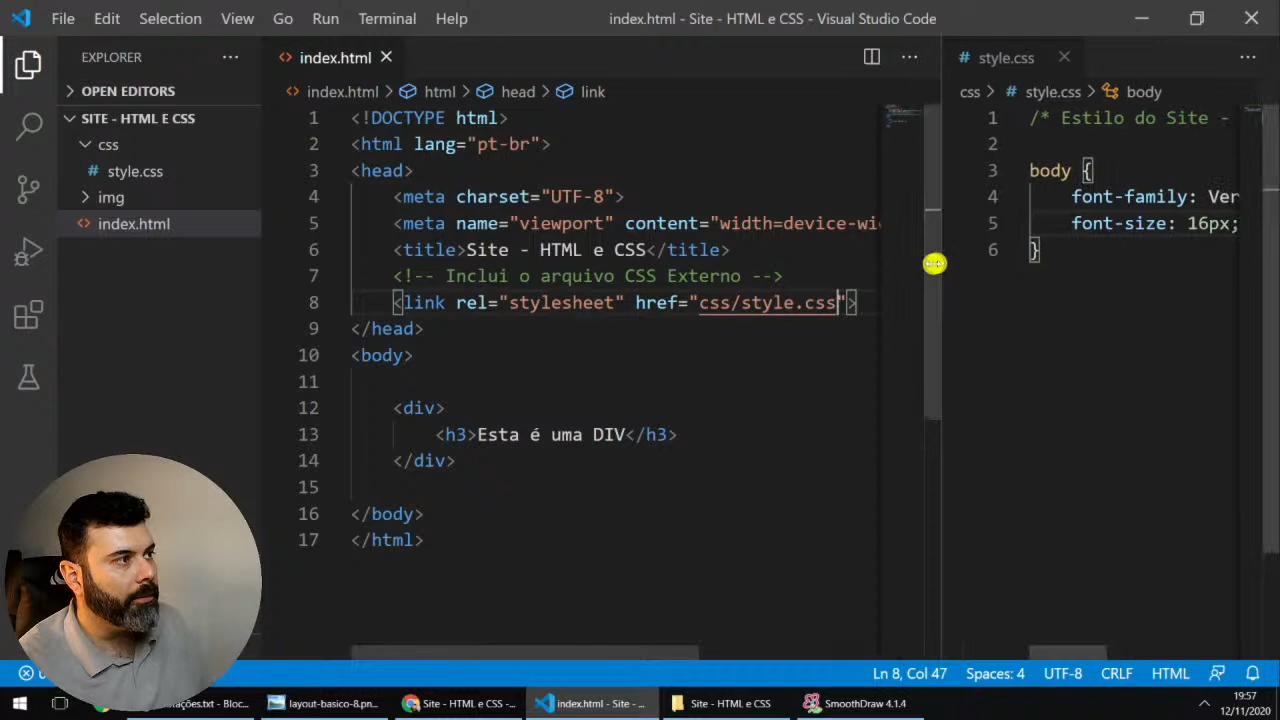 File Edit Selection View Go Run Terminal Help index.html - Site - HTML e CSS - Visual Studio Code
EXPLORER
OPEN EDITORS
SITE - HTML E CSS
css
style.css
img
index.html
index.html
index.html > html > head > link
1 <!DOCTYPE html>
2 <html lang="pt-br">
3 <head>
4 <meta charset="UTF-8">
5 <meta name="viewport" content="width=device-wi
6 <title>Site - HTML e CSS</title>
7 <!-- Inclui o arquivo CSS Externo -->
8 <link rel="stylesheet" href="css/style.css">
9 </head>
10 <body>
11
12 <div>
13 <h3>Esta é uma DIV</h3>
14 </div>
15
16 </body>
17 </html>
style.css
css > style.css > body
1 /* Estilo do Site -
2
3 body {
4 font-family: Ver
5 font-size: 16px;
6 }
Ln 8, Col 47 Spaces: 4 UTF-8 CRLF HTML
tações.txt - Bloc... layout-basico-8.pn... Site - HTML e CSS -... index.html - Site -... Site - HTML e CSS SmoothDraw 4.1.4
19:57
12/11/2020